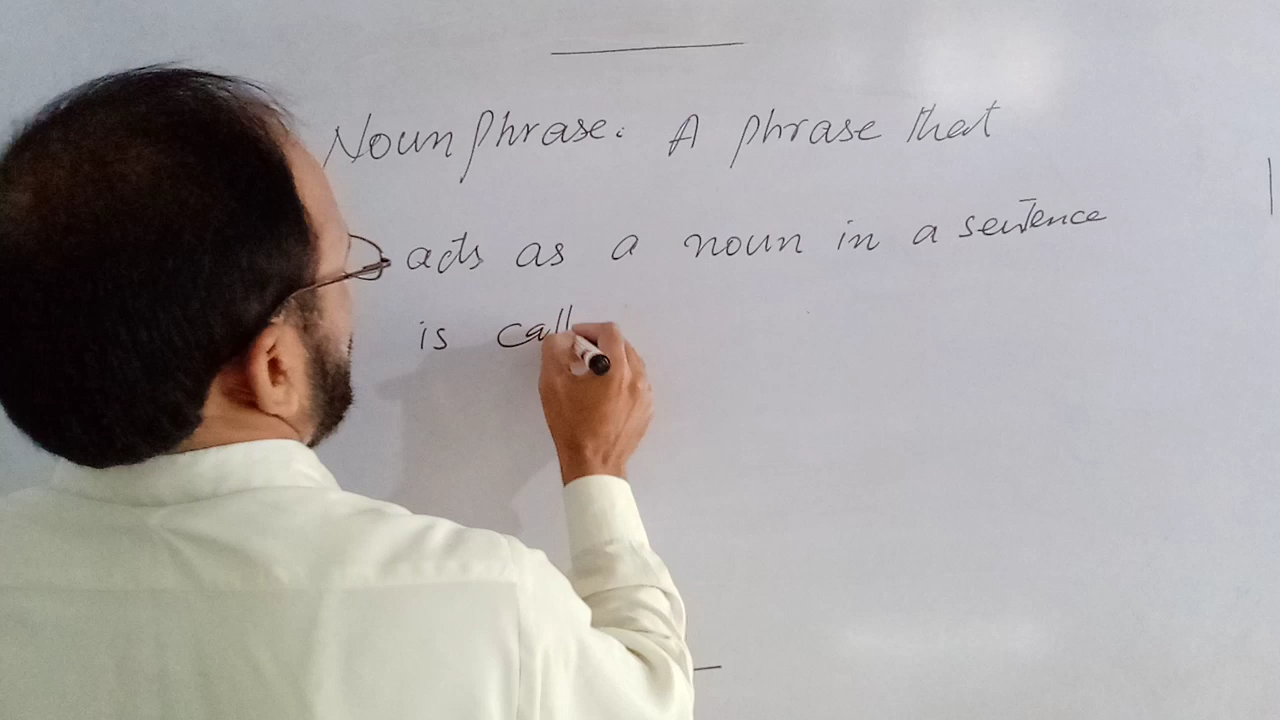 Noun Phrase: A phrase that
acts as a noun in a sentence
is call